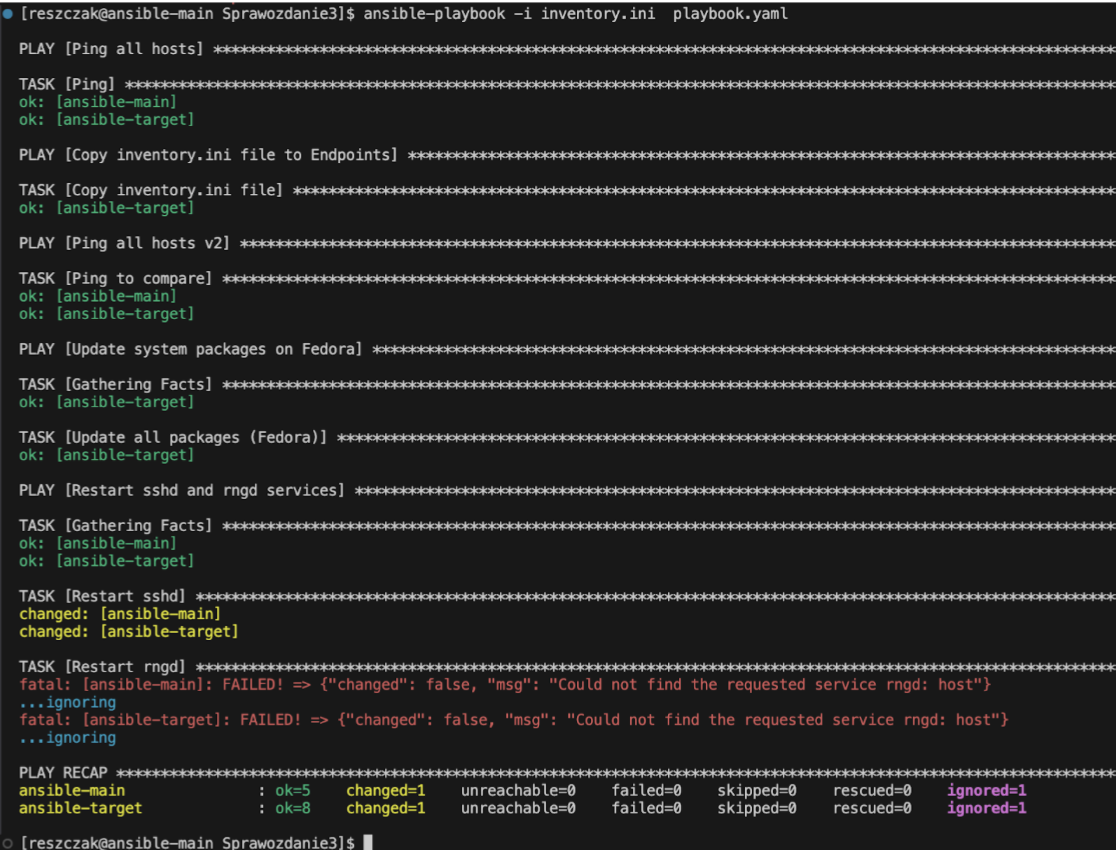 [reszczak@ansible-main Sprawozdanie3]$ ansible-playbook -i inventory.ini  playbook.yaml
PLAY [Ping all hosts] ****************************************************************************************************
TASK [Ping] **************************************************************************************************************
ok: [ansible-main]
ok: [ansible-target]
PLAY [Copy inventory.ini file to Endpoints] ******************************************************************************
TASK [Copy inventory.ini file] *******************************************************************************************
ok: [ansible-target]
PLAY [Ping all hosts v2] *************************************************************************************************
TASK [Ping to compare] ***************************************************************************************************
ok: [ansible-main]
ok: [ansible-target]
PLAY [Update system packages on Fedora] **********************************************************************************
TASK [Gathering Facts] ***************************************************************************************************
ok: [ansible-target]
TASK [Update all packages (Fedora)] **************************************************************************************
ok: [ansible-target]
PLAY [Restart sshd and rngd services] ************************************************************************************
TASK [Gathering Facts] ***************************************************************************************************
ok: [ansible-main]
ok: [ansible-target]
TASK [Restart sshd] ******************************************************************************************************
changed: [ansible-main]
changed: [ansible-target]
TASK [Restart rngd] ******************************************************************************************************
fatal: [ansible-main]: FAILED! => {"changed": false, "msg": "Could not find the requested service rngd: host"}
...ignoring
fatal: [ansible-target]: FAILED! => {"changed": false, "msg": "Could not find the requested service rngd: host"}
...ignoring
PLAY RECAP ***************************************************************************************************************
ansible-main               : ok=5    changed=1    unreachable=0    failed=0    skipped=0    rescued=0    ignored=1
ansible-target             : ok=8    changed=1    unreachable=0    failed=0    skipped=0    rescued=0    ignored=1
[reszczak@ansible-main Sprawozdanie3]$